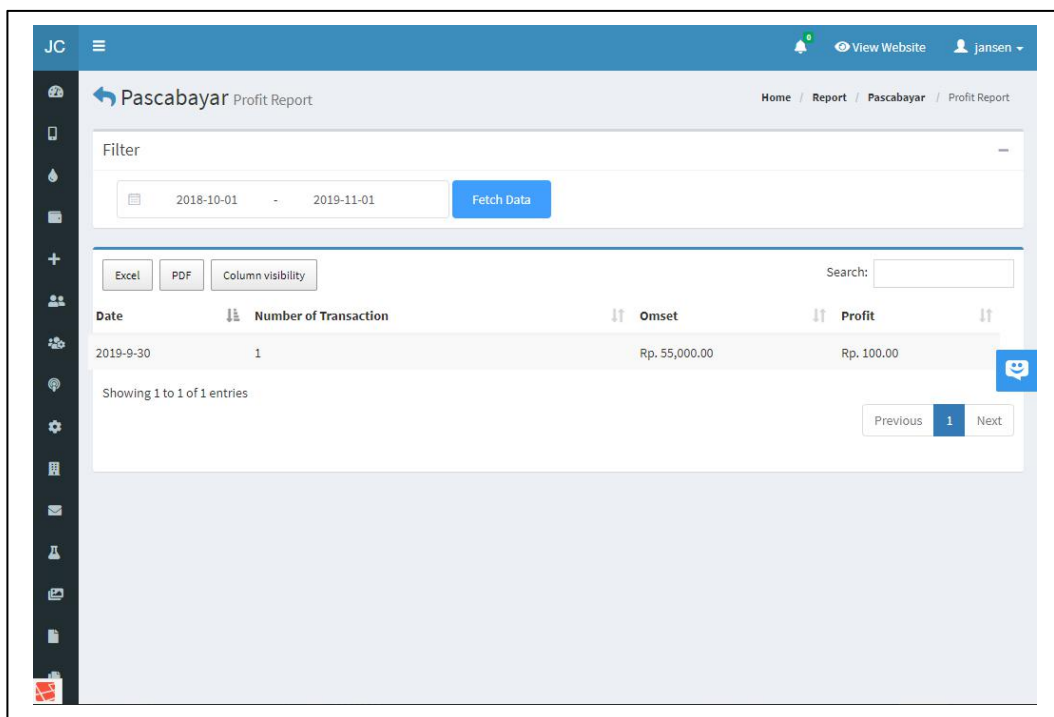 JC 0 View Website jansen
Pascabayar Profit Report Home / Report / Pascabayar / Profit Report
Filter
2018-10-01 - 2019-11-01 Fetch Data
Excel PDF Column visibility Search:
Date Number of Transaction Omset Profit
2019-9-30 1 Rp. 55,000.00 Rp. 100.00
Showing 1 to 1 of 1 entries
Previous 1 Next